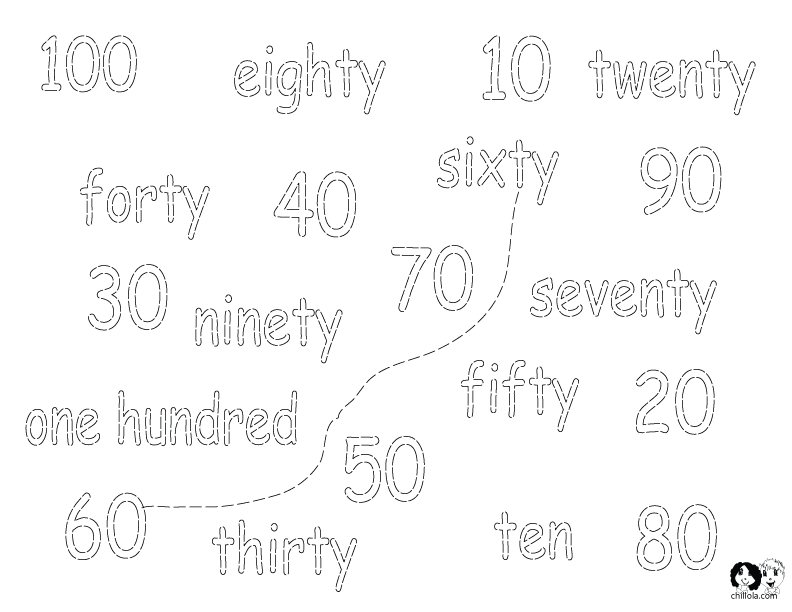 100 eighty 10 twenty
sixty 90
forty 40
70
30 ninety seventy
fifty 20
one hundred
50
60 thirty ten 80
chillola.com